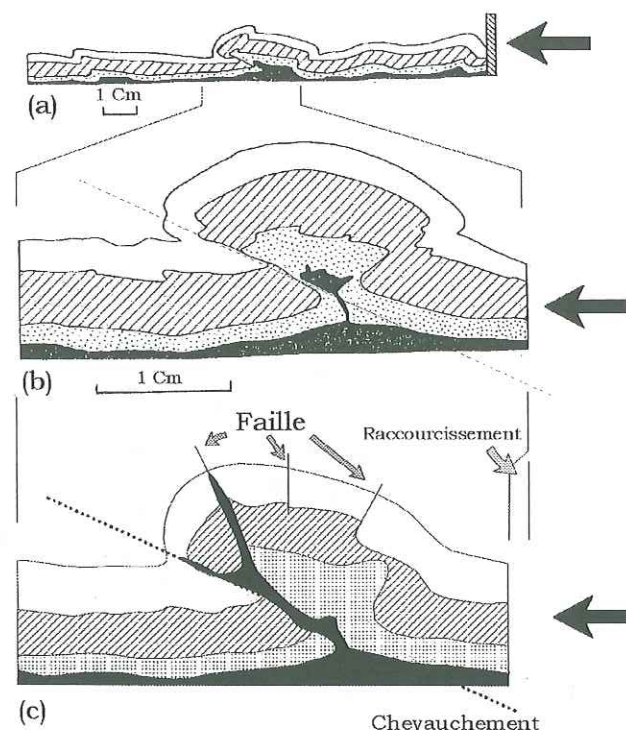 1 Cm
(a)
(b)
1 Cm
Faille
Raccourcissement
(c)
Chevauchement